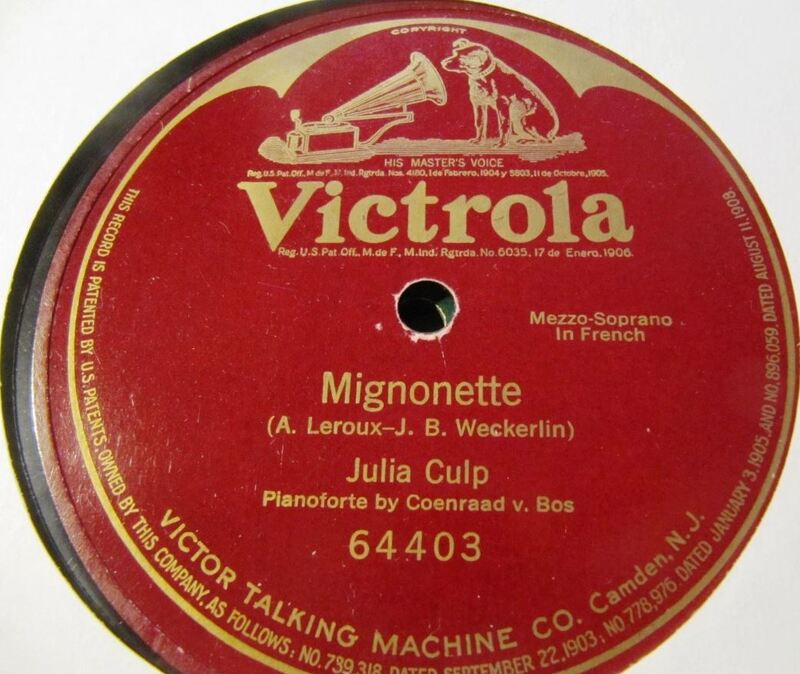 COPYRIGHT
HIS MASTER'S VOICE
Reg. U.S. Pat. Off., M de F., M. Ind. Rgtrda. Nos. 4180, 1 de Febrero, 1904 y 5803, 11 de Octubre, 1905.
Victrola
Reg. U.S. Pat Off., M. de F., M. Ind. Rgtrda. No. 6035, 17 de Enero, 1906.
Mezzo-Soprano
In French
Mignonette
(A. Leroux–J. B. Weckerlin)
Julia Culp
Pianoforte by Coenraad v. Bos
64403
VICTOR TALKING MACHINE CO. Camden, N. J.
THIS RECORD IS PATENTED BY U.S. PATENTS, OWNED BY THIS COMPANY, AS FOLLOWS: NO. 739,318, DATED SEPTEMBER 22, 1903; NO. 778,976, DATED JANUARY 3, 1905, AND NO. 896,059, DATED AUGUST 11, 1908.